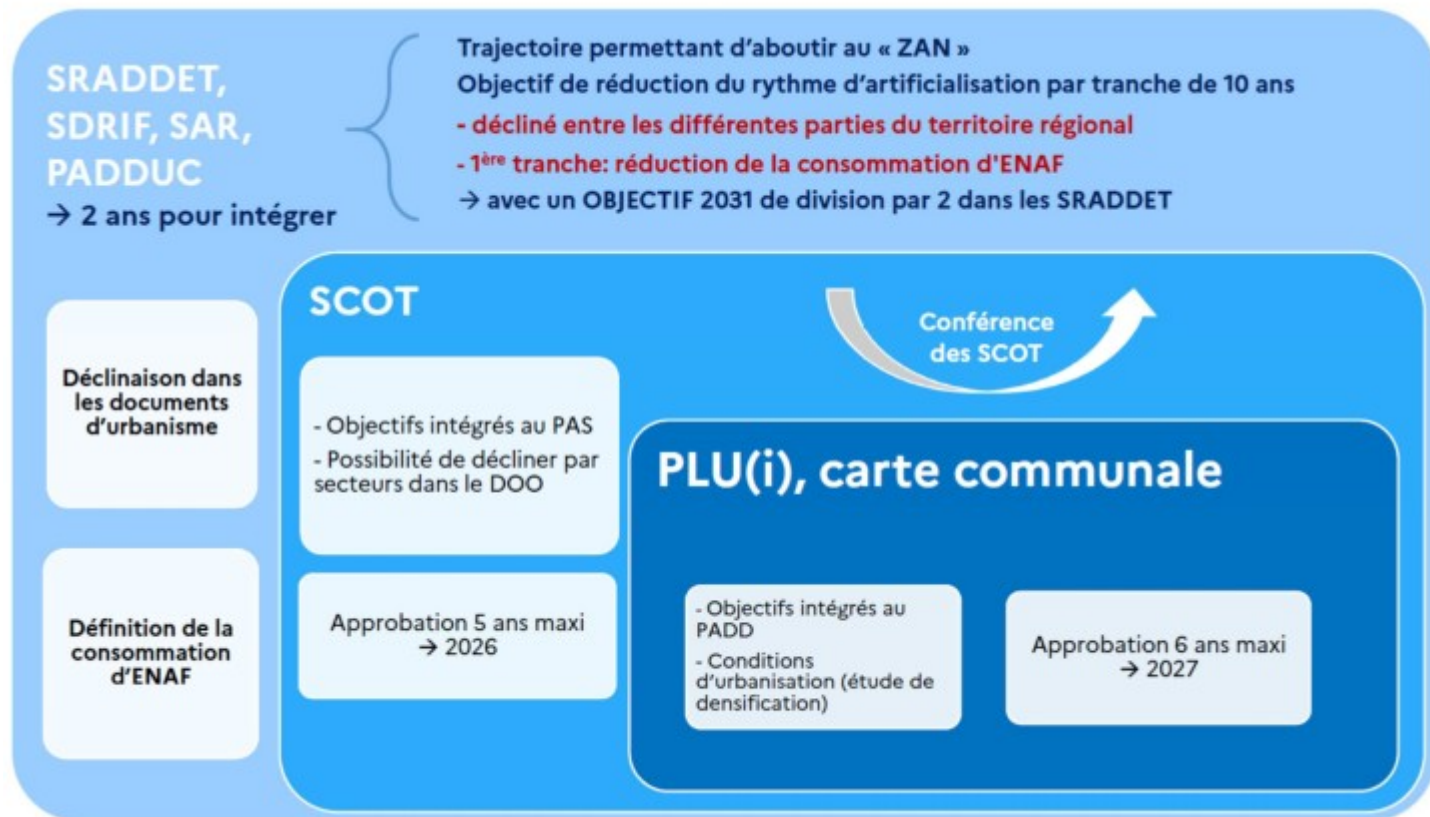 SRADDET,
SDRIF, SAR,
PADDUC
→ 2 ans pour intégrer
Trajectoire permettant d'aboutir au « ZAN »
Objectif de réduction du rythme d'artificialisation par tranche de 10 ans
- décliné entre les différentes parties du territoire régional
- 1ère tranche: réduction de la consommation d'ENAF
→ avec un OBJECTIF 2031 de division par 2 dans les SRADDET
Déclinaison dans
les documents
d'urbanisme
Définition de la
consommation
d'ENAF
SCOT
- Objectifs intégrés au PAS
- Possibilité de décliner par
secteurs dans le DOO
Approbation 5 ans maxi
→ 2026
Conférence
des SCOT
PLU(i), carte communale
- Objectifs intégrés au
PADD
- Conditions
d'urbanisation (étude de
densification)
Approbation 6 ans maxi
→ 2027